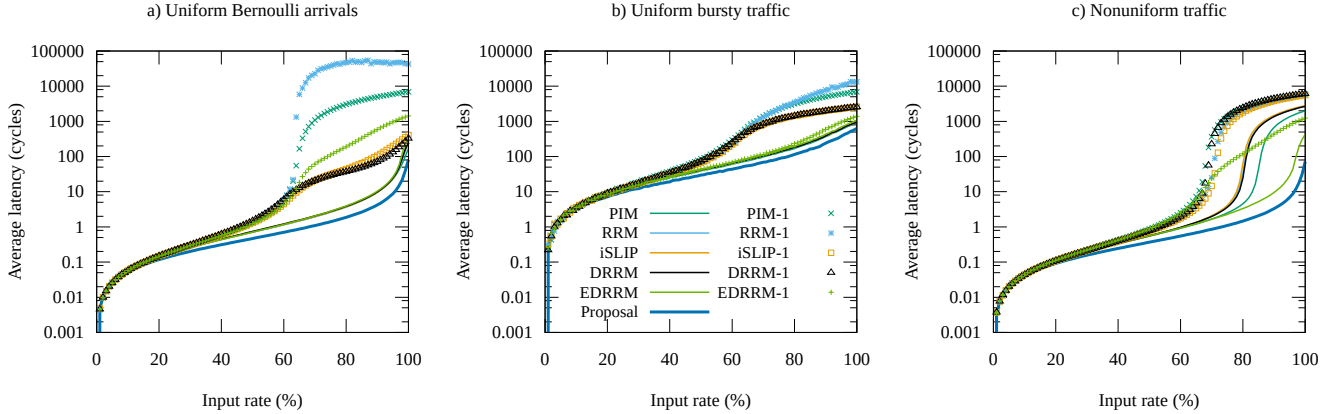 a) Uniform Bernoulli arrivals
Average latency (cycles)
100000
10000
1000
100
10
1
0.1
0.01
0.001
0 20 40 60 80 100
Input rate (%)
b) Uniform bursty traffic
Average latency (cycles)
100000
10000
1000
100
10
1
0.1
0.01
0.001
PIM PIM-1
RRM RRM-1
iSLIP iSLIP-1
DRRM DRRM-1
EDRRM EDRRM-1
Proposal
0 20 40 60 80 100
Input rate (%)
c) Nonuniform traffic
Average latency (cycles)
100000
10000
1000
100
10
1
0.1
0.01
0.001
0 20 40 60 80 100
Input rate (%)